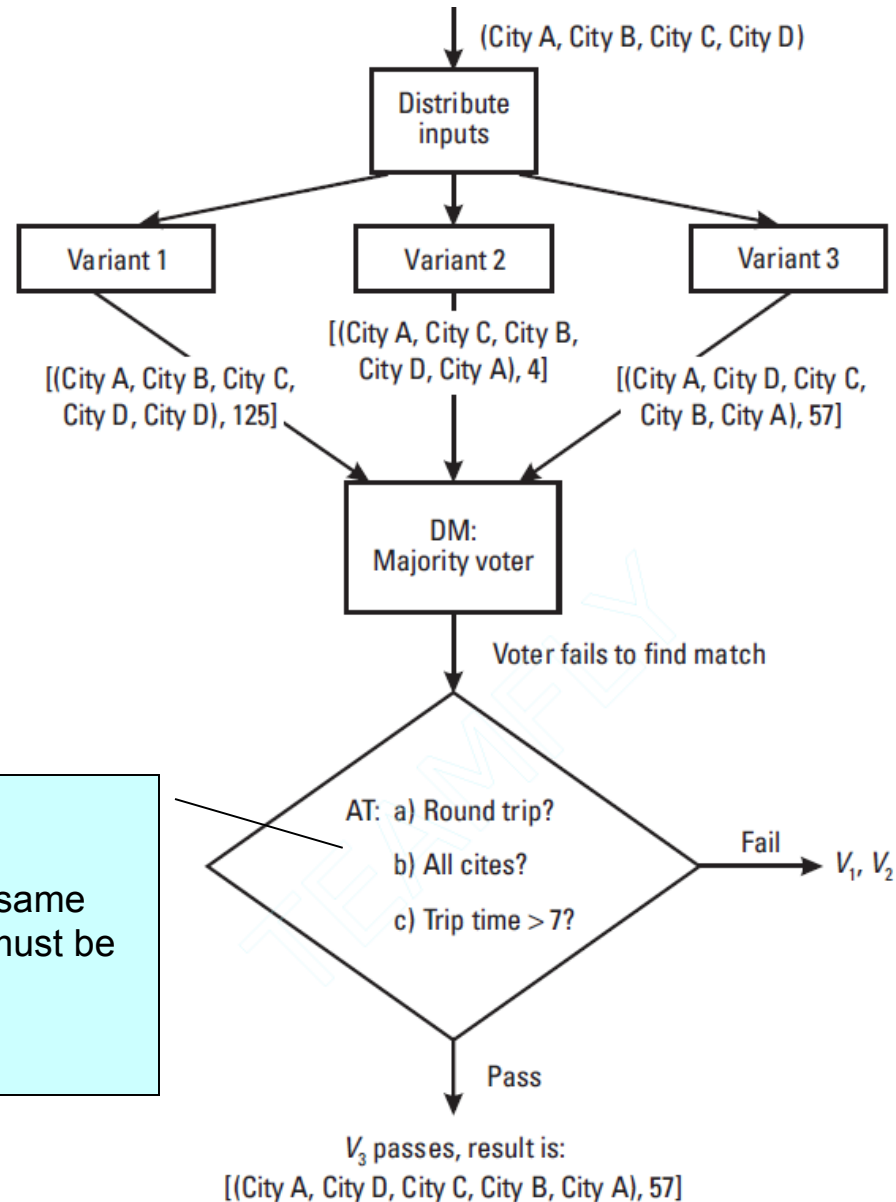 (City A, City B, City C, City D)
Distribute
inputs
Variant 1
Variant 2
Variant 3
[(City A, City B, City C,
City D, City D), 125]
[(City A, City C, City B,
City D, City A), 4]
[(City A, City D, City C,
City B, City A), 57]
DM:
Majority voter
Voter fails to find match
TEAMFLY
same
must be
AT: a) Round trip?
b) All cites?
c) Trip time > 7?
Fail
V₁, V₂
Pass
V₃ passes, result is:
[(City A, City D, City C, City B, City A), 57]